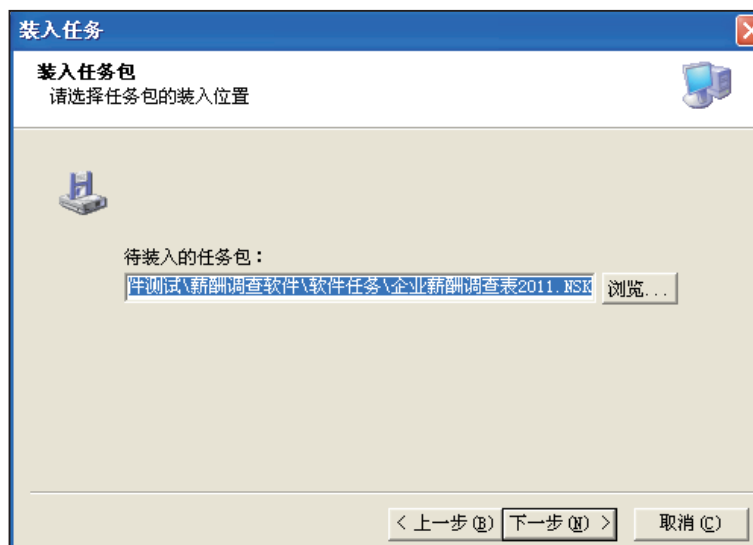 装入任务
装入任务包
请选择任务包的装入位置
待装入的任务包：
件测试\薪酬调查软件\软件任务\企业薪酬调查表2011.NSK
浏览...
< 上一步(B)
下一步(N) >
取消(C)